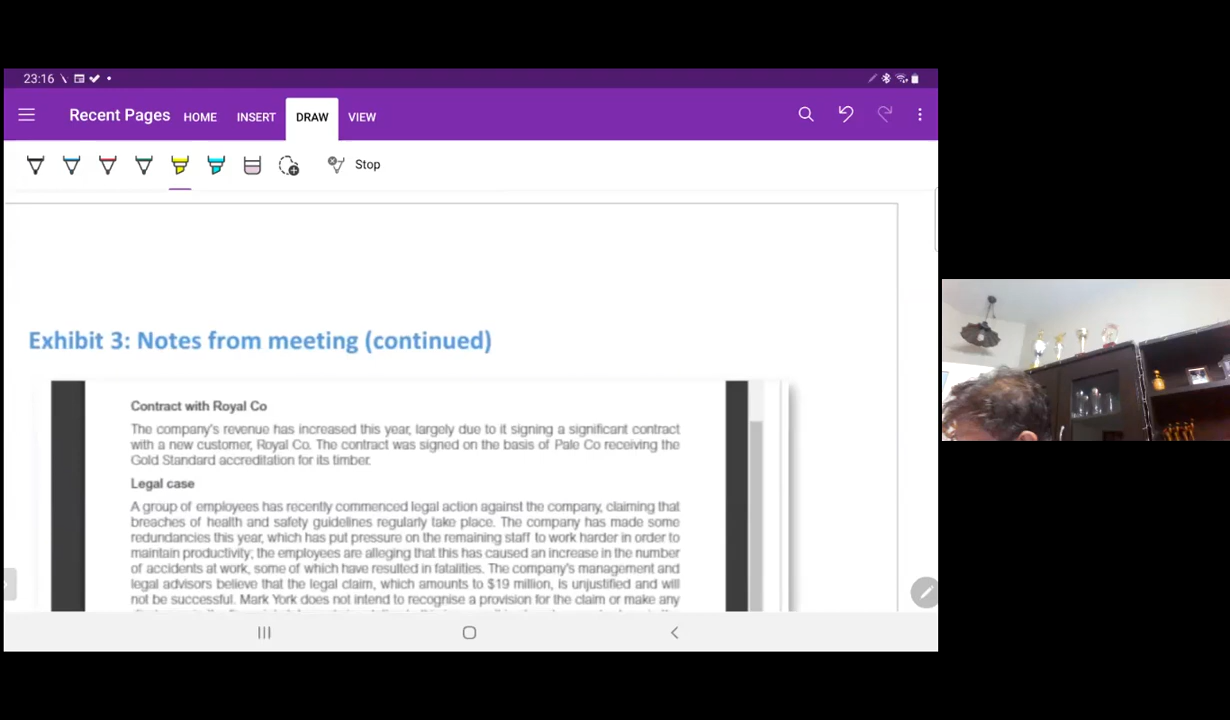 23:16
Recent Pages HOME INSERT DRAW VIEW
Stop
Exhibit 3: Notes from meeting (continued)
Contract with Royal Co
The company's revenue has increased this year, largely due to it signing a significant contract
with a new customer, Royal Co. The contract was signed on the basis of Pale Co receiving the
Gold Standard accreditation for its timber.
Legal case
A group of employees has recently commenced legal action against the company, claiming that
breaches of health and safety guidelines regularly take place. The company has made some
redundancies this year, which has put pressure on the remaining staff to work harder in order to
maintain productivity; the employees are alleging that this has caused an increase in the number
of accidents at work, some of which have resulted in fatalities. The company's management and
legal advisors believe that the legal claim, which amounts to $19 million, is unjustified and will
not be successful. Mark York does not intend to recognise a provision for the claim or make any